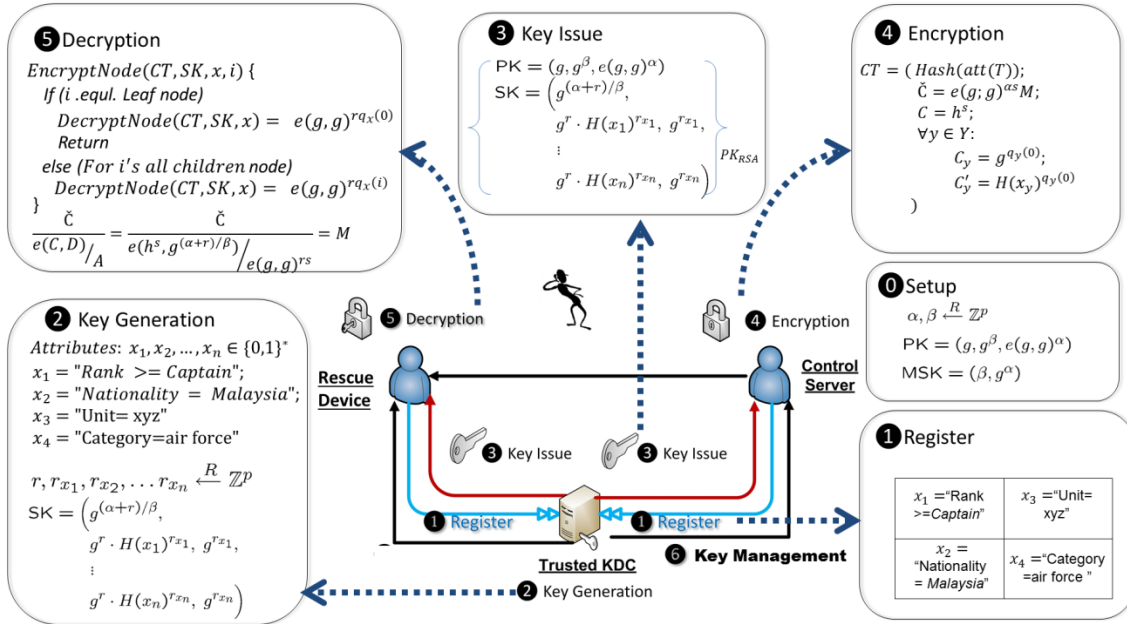 ❺ Decryption
EncryptNode(CT, SK, x, i) {
If (i .equl. Leaf node)
DecryptNode(CT, SK, x) = e(g, g)^{rq_x(0)}
Return
else (For i's all children node)
DecryptNode(CT, SK, x) = e(g, g)^{rq_x(i)}
}
Č / (e(C, D)/A) = Č / (e(h^s, g^{(α+r)/β}) / e(g, g)^{rs}) = M
❸ Key Issue
PK = (g, g^β, e(g, g)^α)
SK = (g^{(α+r)/β},
g^r · H(x_1)^{r_{x_1}}, g^{r_{x_1}},
⋮
g^r · H(x_n)^{r_{x_n}}, g^{r_{x_n}})
PK_{RSA}
❹ Encryption
CT = ( Hash(att(T));
Č = e(g; g)^{αs}M;
C = h^s;
∀y ∈ Y:
C_y = g^{q_y(0)};
C'_y = H(x_y)^{q_y(0)}
)
⓿ Setup
α, β ←^R ℤ^p
PK = (g, g^β, e(g, g)^α)
MSK = (β, g^α)
❷ Key Generation
Attributes: x_1, x_2, ..., x_n ∈ {0,1}^*
x_1 = "Rank >= Captain";
x_2 = "Nationality = Malaysia";
x_3 = "Unit= xyz"
x_4 = "Category=air force"
r, r_{x_1}, r_{x_2}, ... r_{x_n} ←^R ℤ^p
SK = (g^{(α+r)/β},
g^r · H(x_1)^{r_{x_1}}, g^{r_{x_1}},
⋮
g^r · H(x_n)^{r_{x_n}}, g^{r_{x_n}})
❺ Decryption
❹ Encryption
Rescue
Device
Control
Server
❸ Key Issue
❸ Key Issue
❶ Register
❶ Register
Trusted KDC
❻ Key Management
❷ Key Generation
❶ Register
x_1 ="Rank
>=Captain"
x_3 ="Unit=
xyz"
x_2 =
"Nationality
= Malaysia"
x_4 ="Category
=air force "